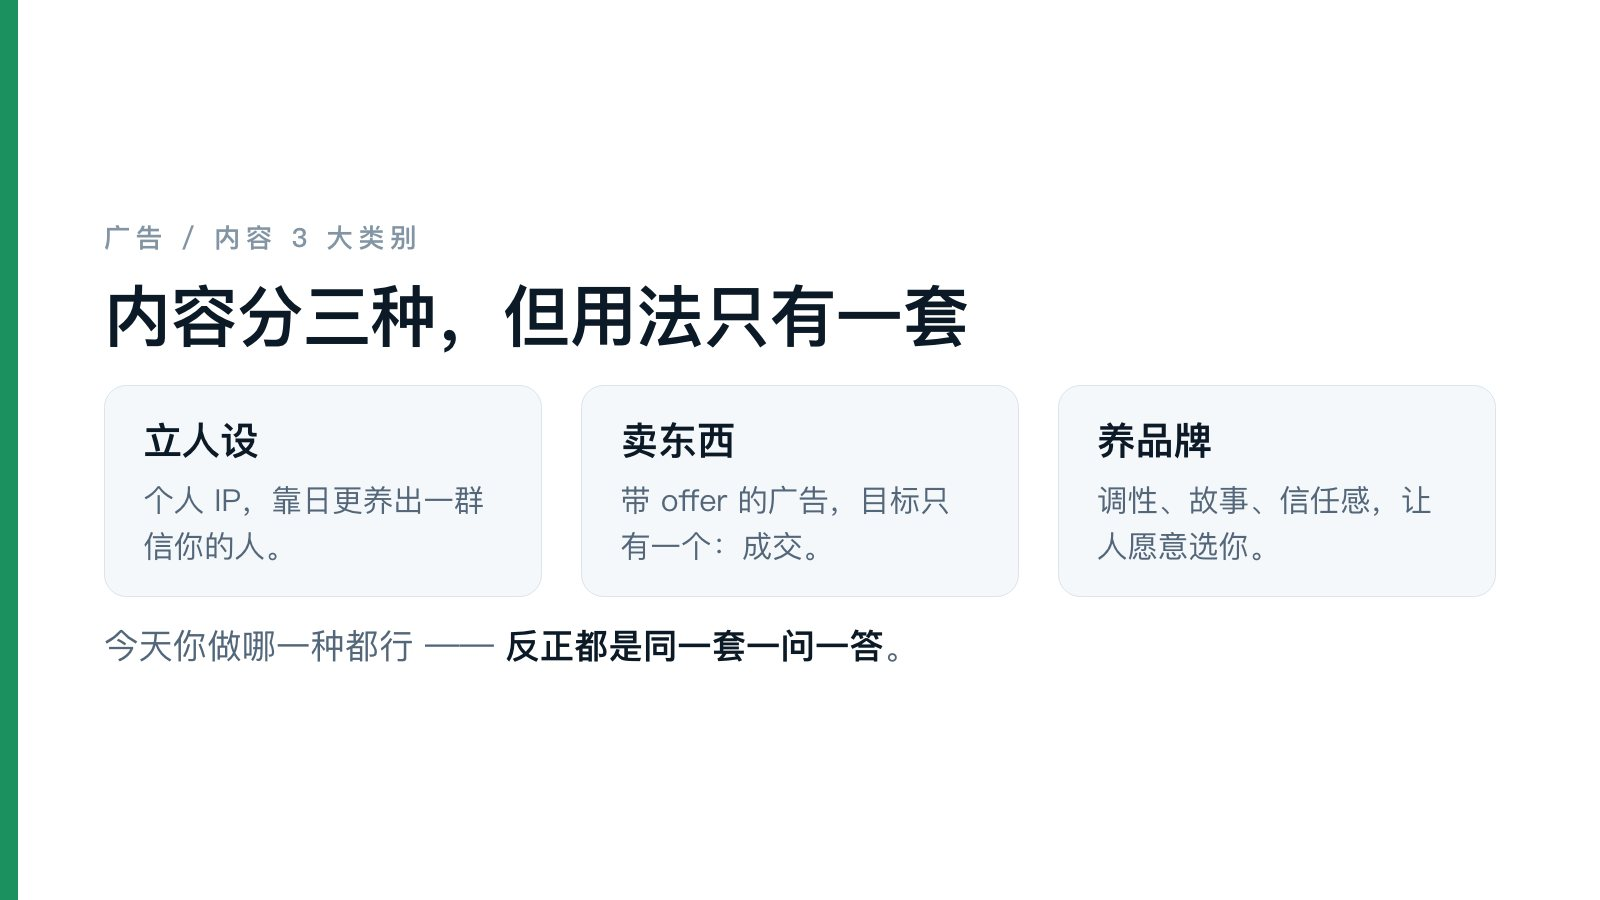 广告 / 内容 3 大类别
内容分三种，但用法只有一套
立人设
个人 IP，靠日更养出一群
信你的人。
卖东西
带 offer 的广告，目标只
有一个：成交。
养品牌
调性、故事、信任感，让
人愿意选你。
今天你做哪一种都行 —— 反正都是同一套一问一答。